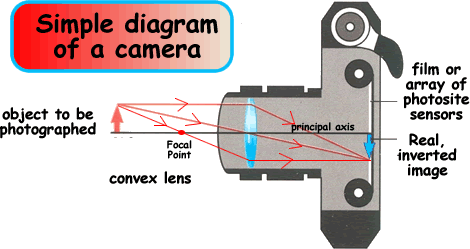 Simple diagram
of a camera
film or
array of
photosite
sensors
object to be
photographed
principal axis
Focal
Point
Real,
inverted
image
convex lens